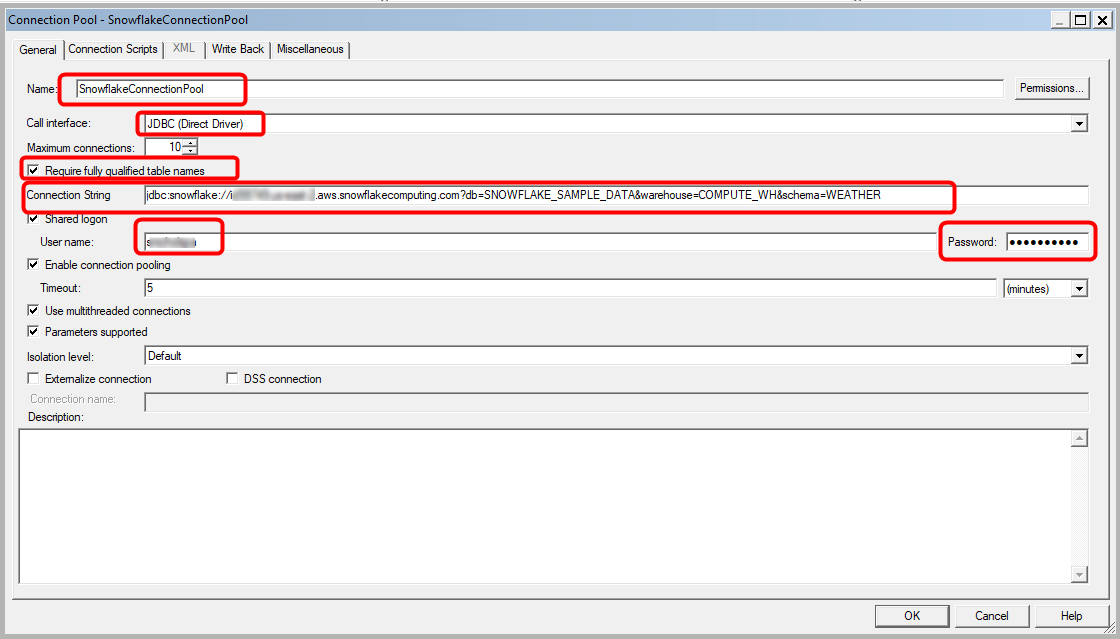 Connection Pool - SnowflakeConnectionPool
General Connection Scripts XML Write Back Miscellaneous
Name: SnowflakeConnectionPool Permissions...
Call interface: JDBC (Direct Driver)
Maximum connections: 10
Require fully qualified table names
Connection String jdbc:snowflake://i .aws.snowflakecomputing.com?db=SNOWFLAKE_SAMPLE_DATA&warehouse=COMPUTE_WH&schema=WEATHER
Shared logon
User name: Password: ●●●●●●●●●●
Enable connection pooling
Timeout: 5 (minutes)
Use multithreaded connections
Parameters supported
Isolation level: Default
Externalize connection DSS connection
Connection name:
Description:
OK Cancel Help